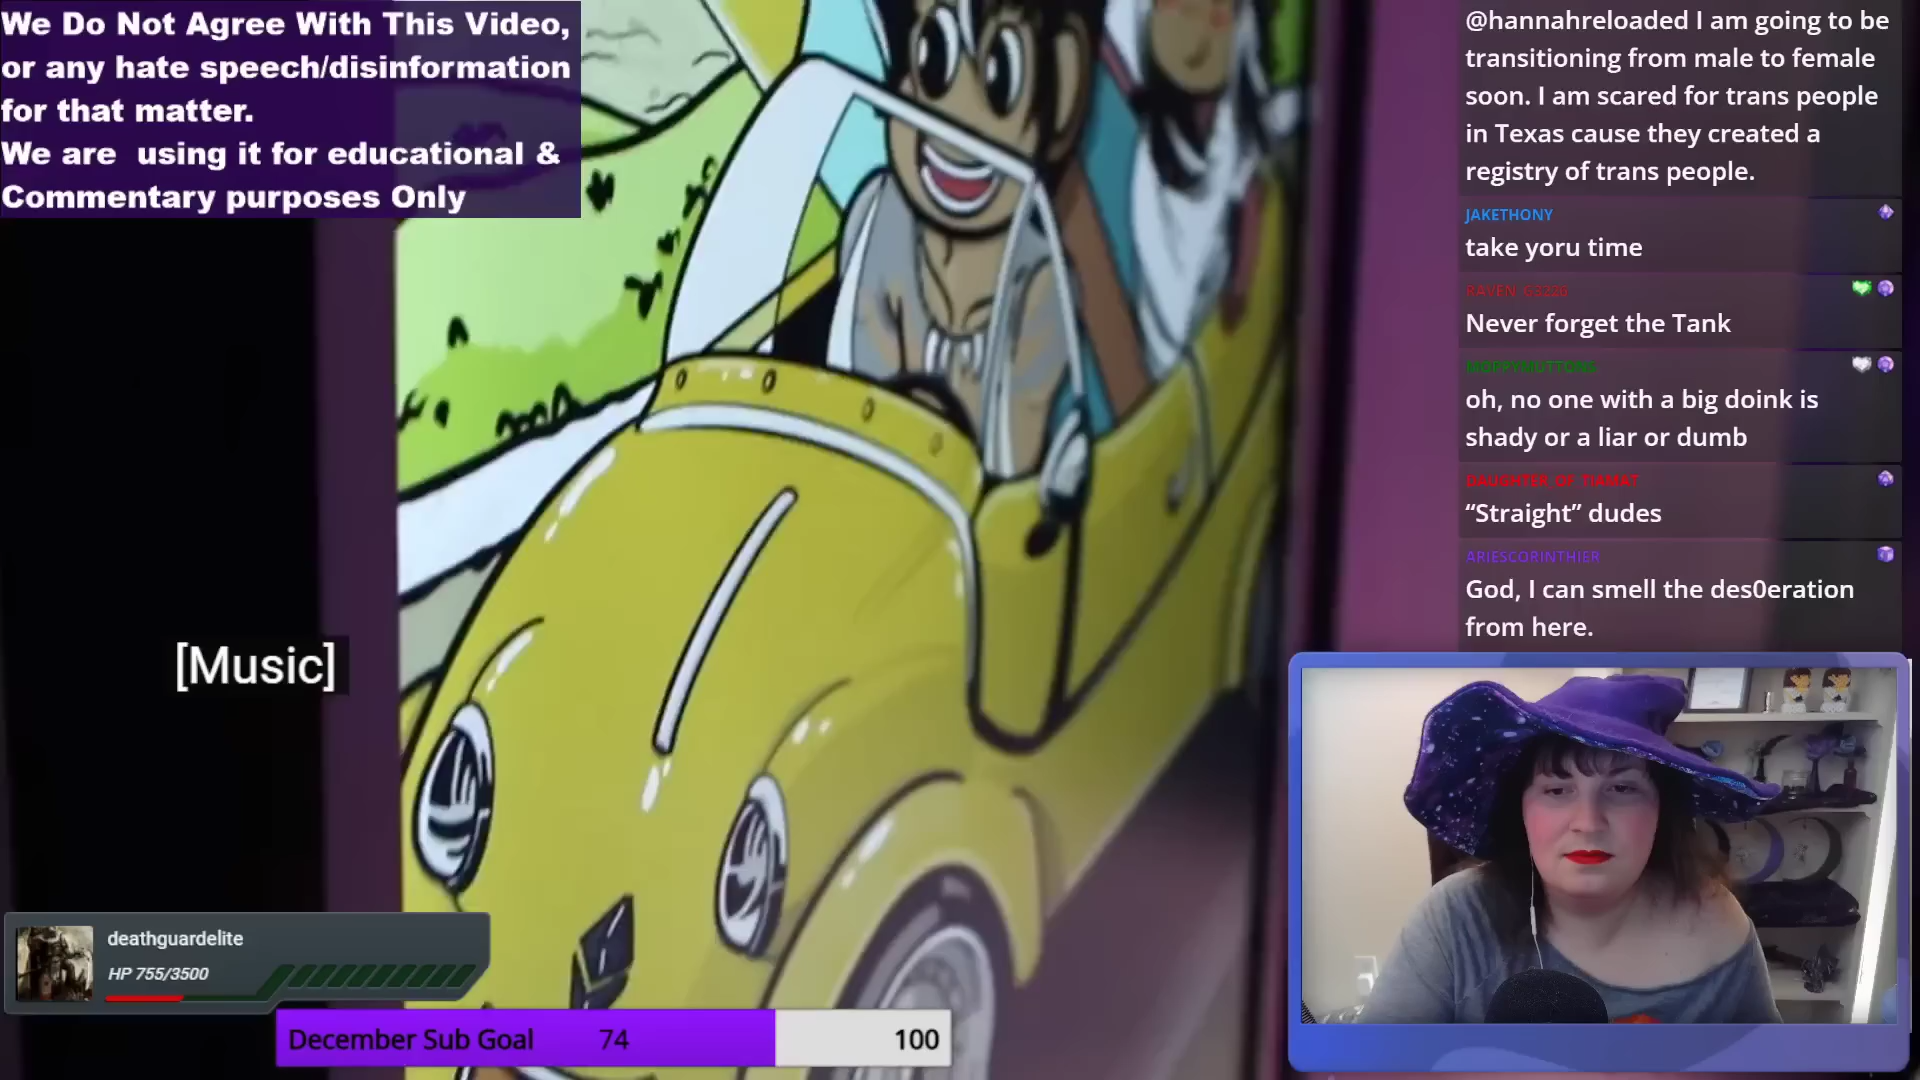 We Do Not Agree With This Video,
or any hate speech/disinformation
for that matter.
We are using it for educational &
Commentary purposes Only
[Music]
deathguardelite
HP 755/3500
December Sub Goal 74 100
@hannahreloaded I am going to be
transitioning from male to female
soon. I am scared for trans people
in Texas cause they created a
registry of trans people.
JAKETHONY
take yoru time
RAVEN_63326
Never forget the Tank
MOPPYMUTTONS
oh, no one with a big doink is
shady or a liar or dumb
DAUGHTER_OF_TIAMAT
“Straight” dudes
ARIESCORINTHIER
God, I can smell the des0eration
from here.